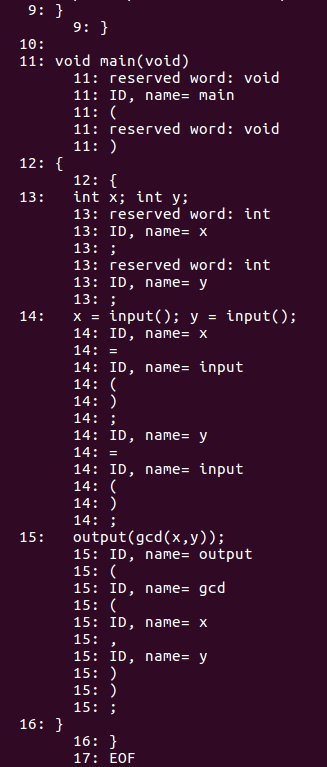 9: }
9: }
10:
11: void main(void)
11: reserved word: void
11: ID, name= main
11: (
11: reserved word: void
11: )
12: {
12: {
13: int x; int y;
13: reserved word: int
13: ID, name= x
13: ;
13: reserved word: int
13: ID, name= y
13: ;
14: x = input(); y = input();
14: ID, name= x
14: =
14: ID, name= input
14: (
14: )
14: ;
14: ID, name= y
14: =
14: ID, name= input
14: (
14: )
14: ;
15: output(gcd(x,y));
15: ID, name= output
15: (
15: ID, name= gcd
15: (
15: ID, name= x
15: ,
15: ID, name= y
15: )
15: )
15: ;
16: }
16: }
17: EOF